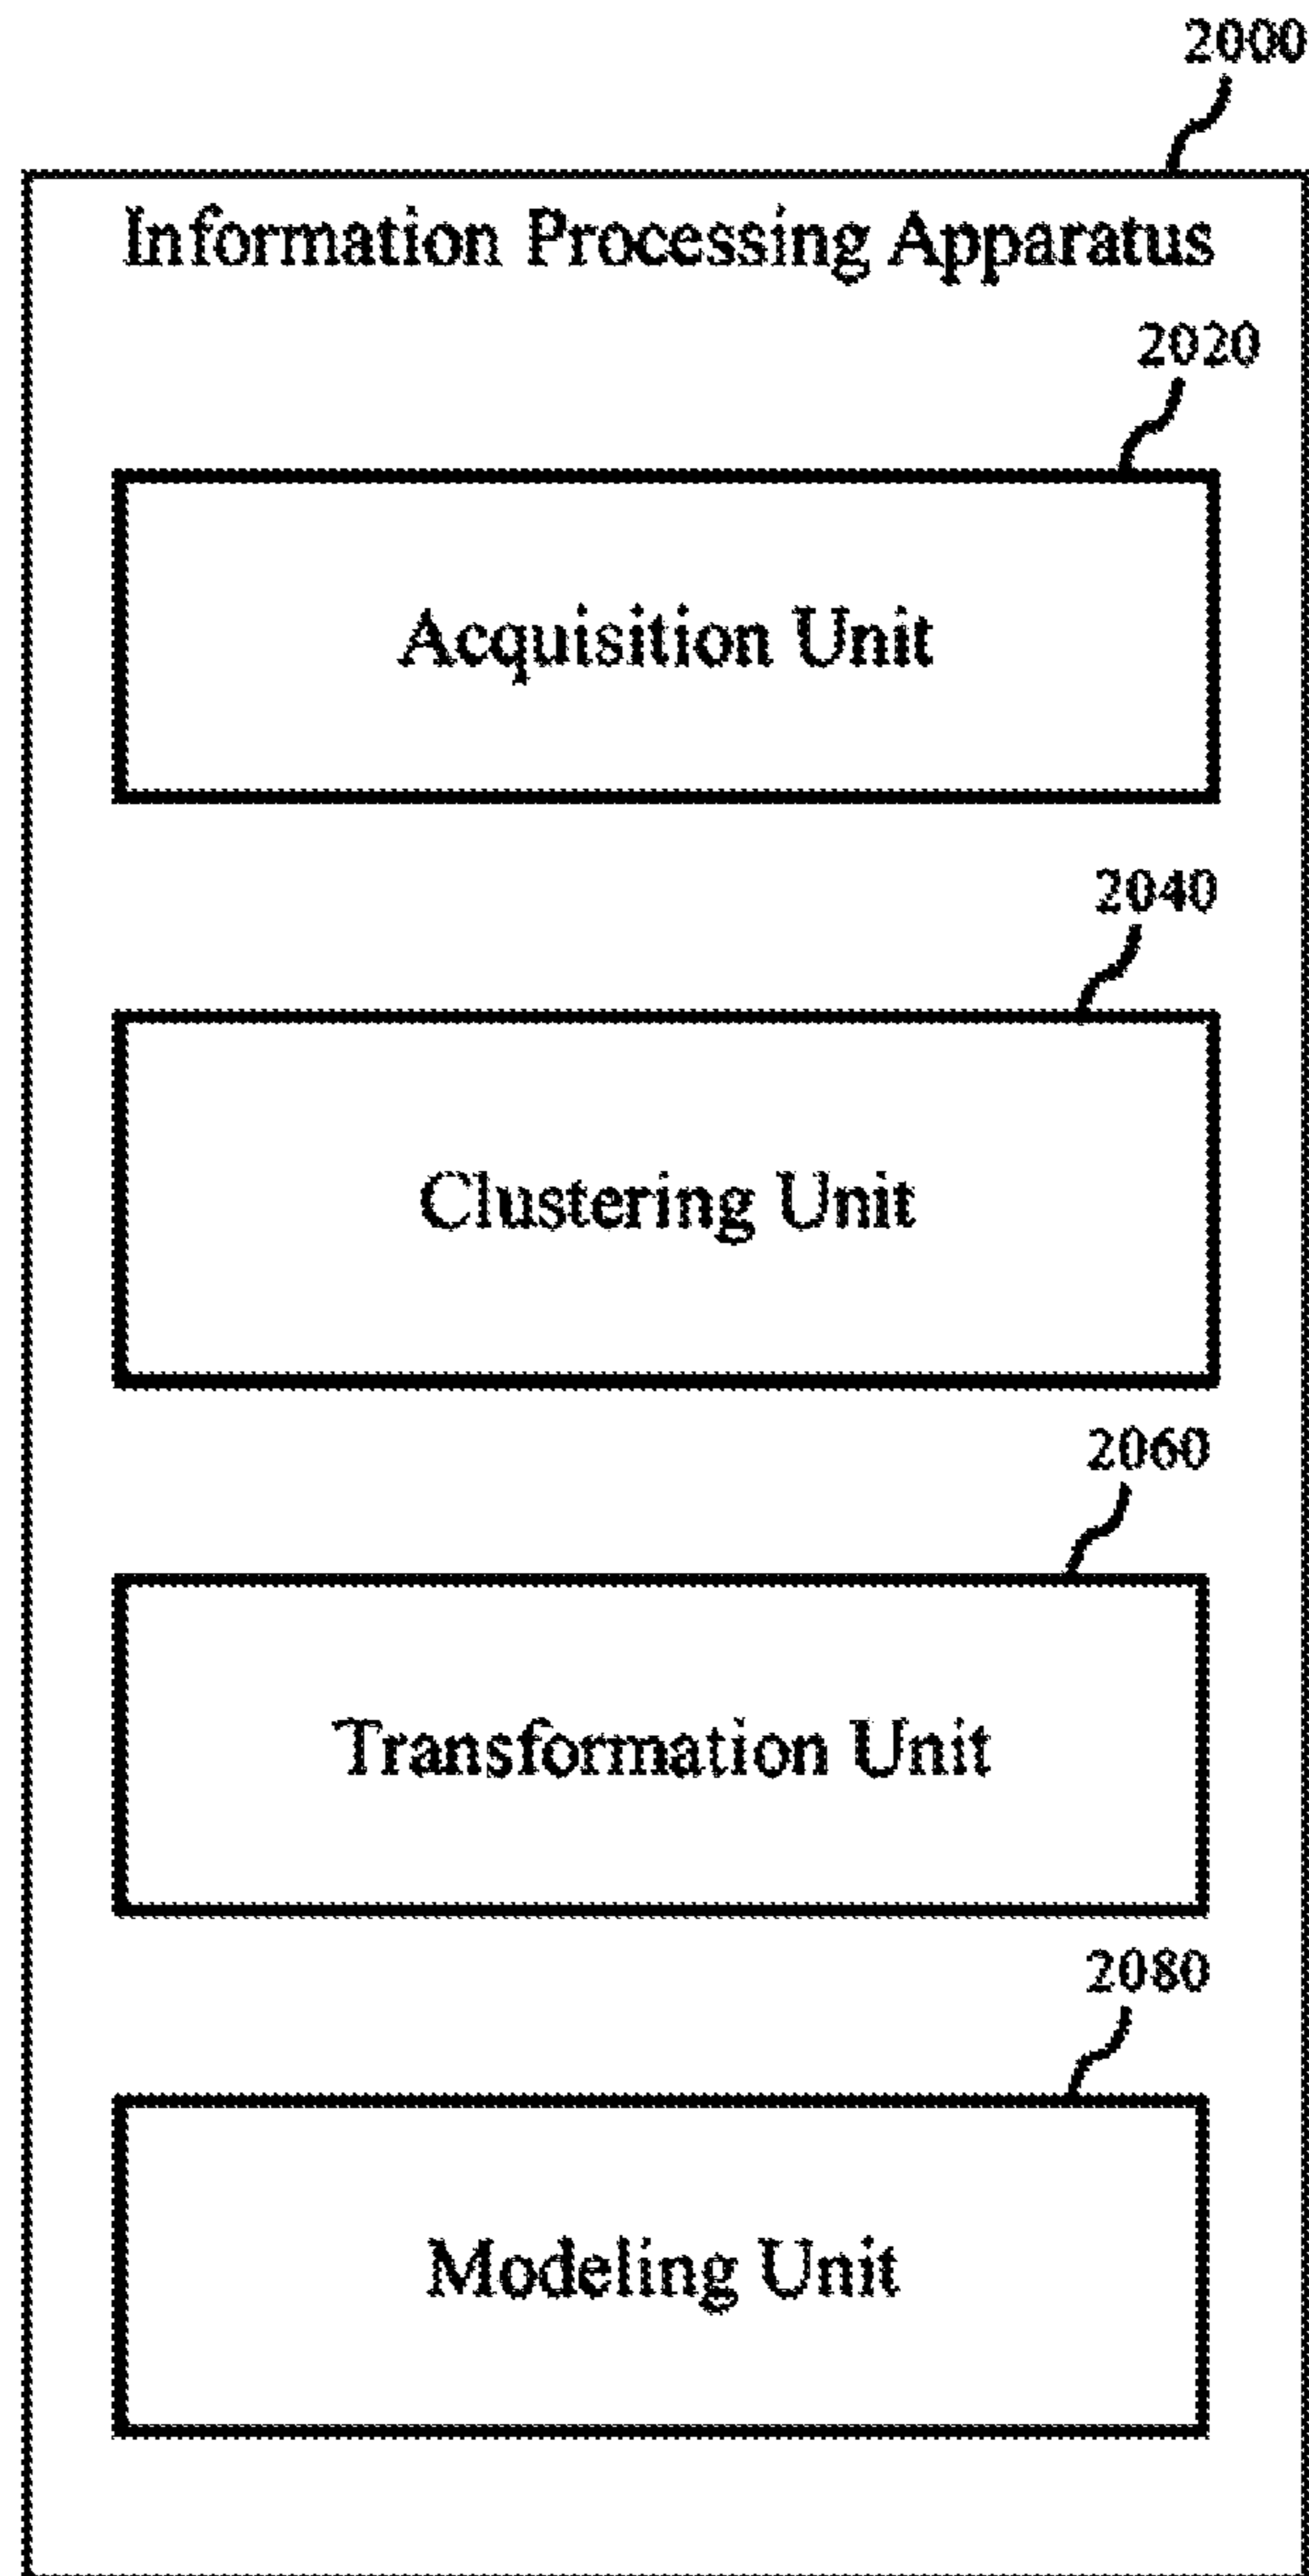 2000
Information Processing Apparatus
2020
Acquisition Unit
2040
Clustering Unit
2060
Transformation Unit
2080
Modeling Unit